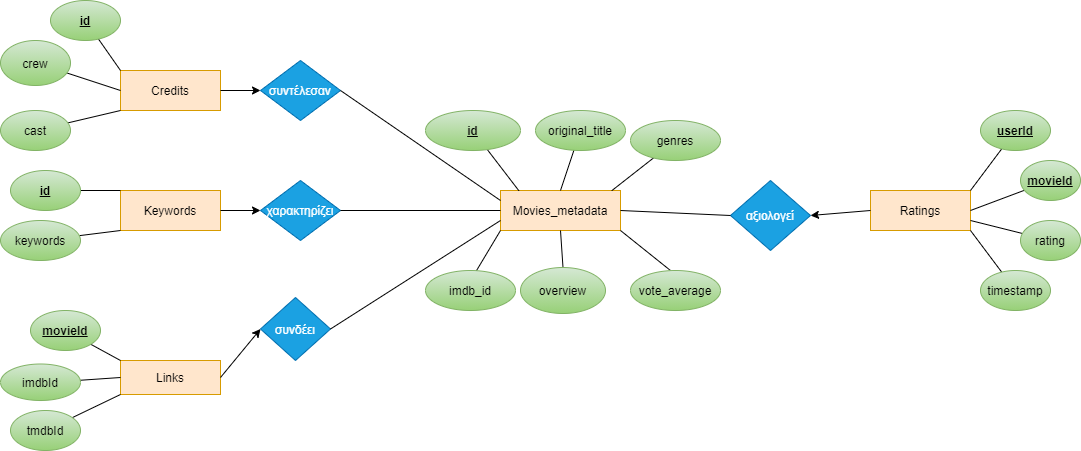 id
crew
Credits
cast
συντέλεσαν
id
keywords
Keywords
χαρακτηρίζει
movieId
imdbId
tmdbId
Links
συνδέει
id
original_title
genres
Movies_metadata
imdb_id
overview
vote_average
αξιολογεί
Ratings
userId
movieId
rating
timestamp